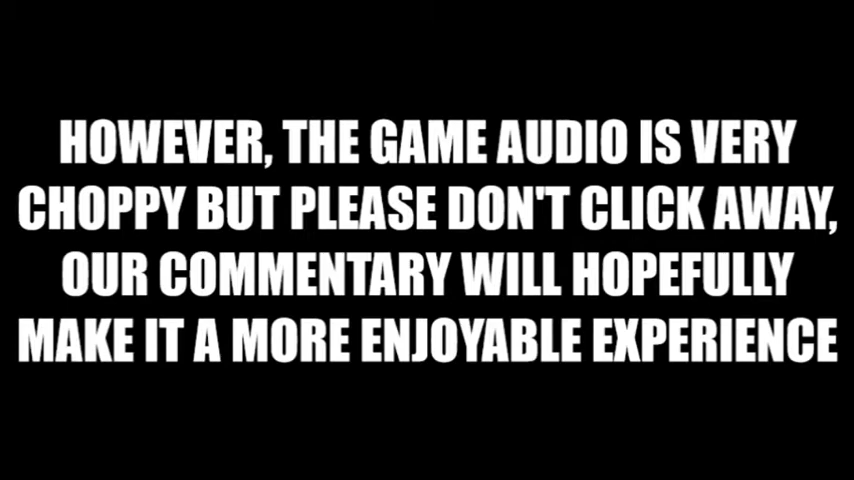 HOWEVER, THE GAME AUDIO IS VERY
CHOPPY BUT PLEASE DON'T CLICK AWAY,
OUR COMMENTARY WILL HOPEFULLY
MAKE IT A MORE ENJOYABLE EXPERIENCE